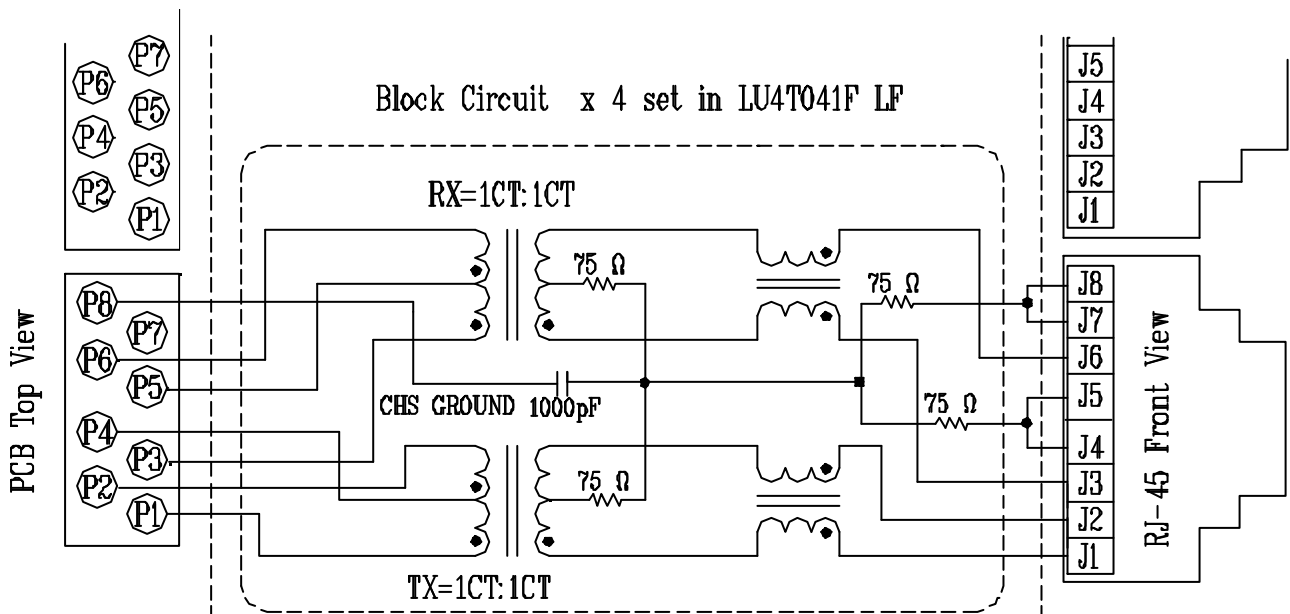 P7
P6
P5
P4
P3
P2
P1
Block Circuit x 4 set in LU4T041F LF
J5
J4
J3
J2
J1
RX=1CT:1CT
75 Ω
75 Ω
PCB Top View
P8
P7
P6
P5
P4
P3
P2
P1
CHS GROUND 1000pF
75 Ω
75 Ω
TX=1CT:1CT
J8
J7
J6
J5
J4
J3
J2
J1
RJ-45 Front View